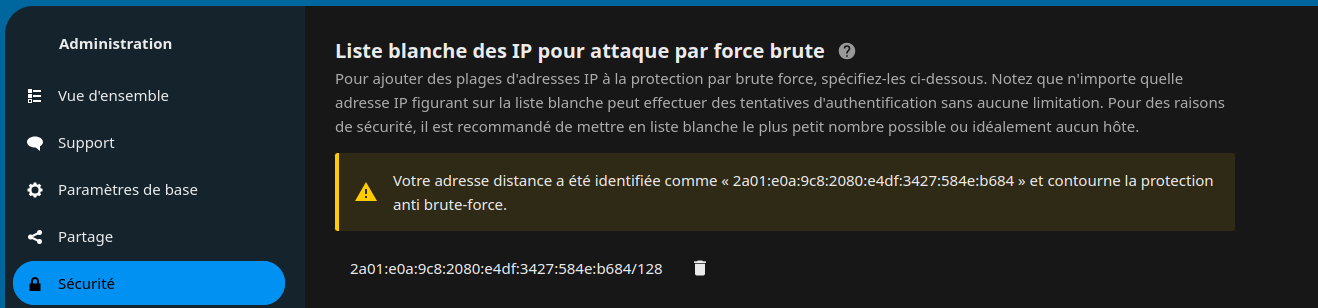 Administration
Vue d'ensemble
Support
Paramètres de base
Partage
Sécurité
Liste blanche des IP pour attaque par force brute
Pour ajouter des plages d'adresses IP à la protection par brute force, spécifiez-les ci-dessous. Notez que n'importe quelle
adresse IP figurant sur la liste blanche peut effectuer des tentatives d'authentification sans aucune limitation. Pour des raisons
de sécurité, il est recommandé de mettre en liste blanche le plus petit nombre possible ou idéalement aucun hôte.
Votre adresse distance a été identifiée comme « 2a01:e0a:9c8:2080:e4df:3427:584e:b684 » et contourne la protection
anti brute-force.
2a01:e0a:9c8:2080:e4df:3427:584e:b684/128